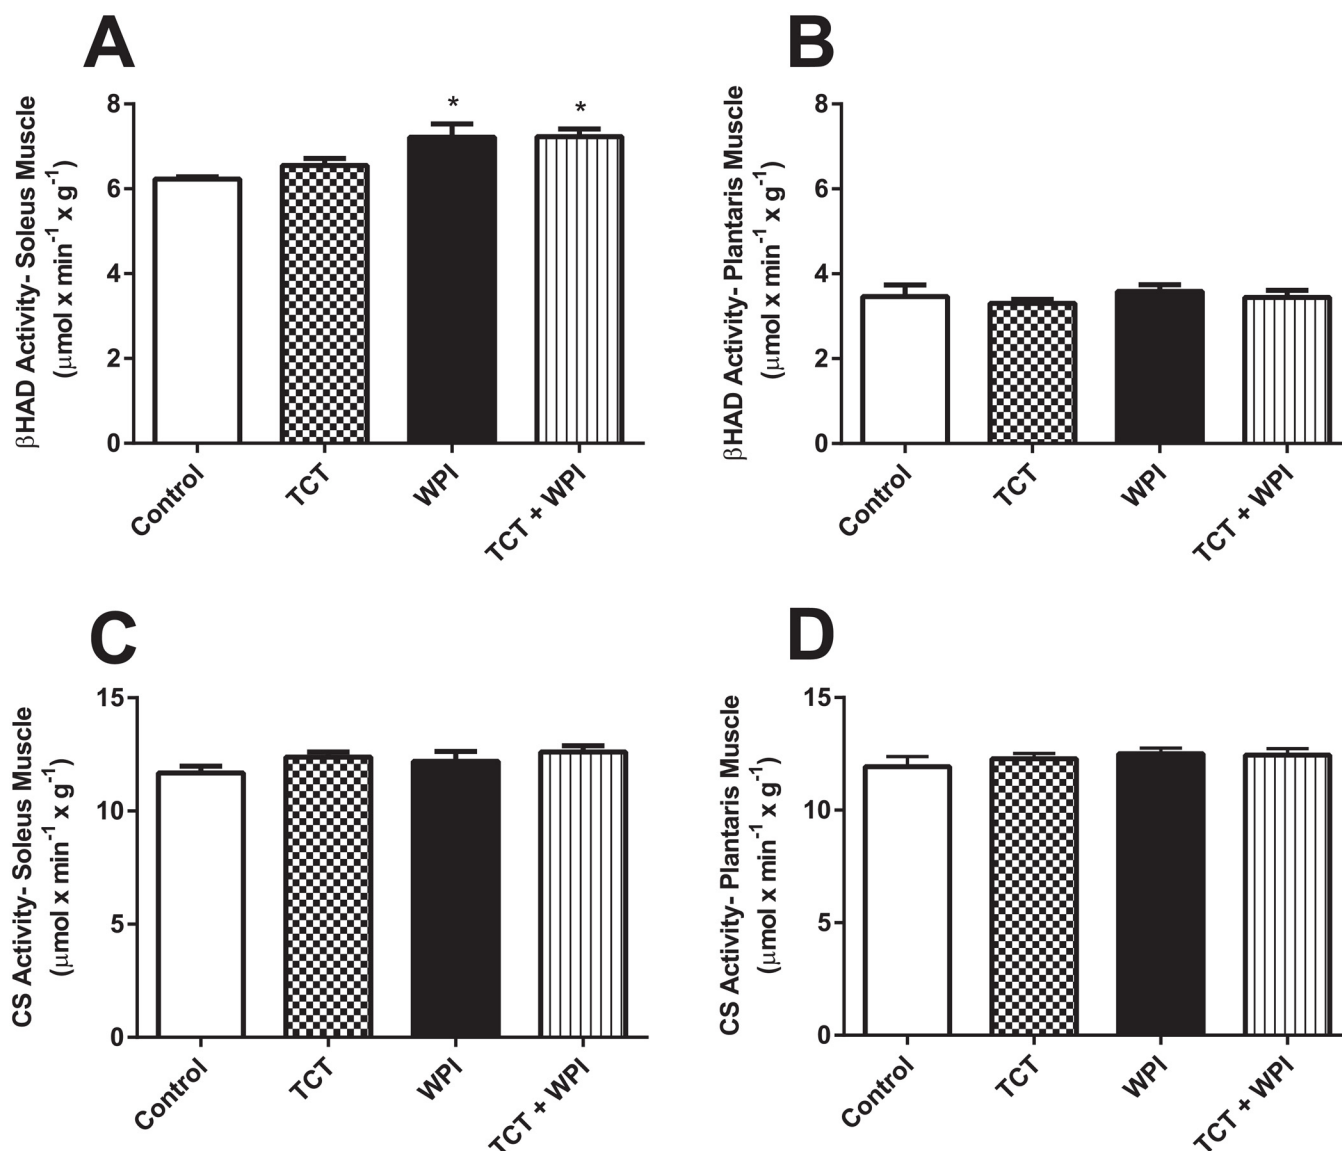 A
βHAD Activity- Soleus Muscle
(µmol x min-1 x g-1)
8
6
4
2
0
*
*
Control
TCT
WPI
TCT + WPI
B
βHAD Activity- Plantaris Muscle
(µmol x min-1 x g-1)
8
6
4
2
0
Control
TCT
WPI
TCT + WPI
C
CS Activity- Soleus Muscle
(µmol x min-1 x g-1)
15
10
5
0
Control
TCT
WPI
TCT + WPI
D
CS Activity- Plantaris Muscle
(µmol x min-1 x g-1)
15
10
5
0
Control
TCT
WPI
TCT + WPI